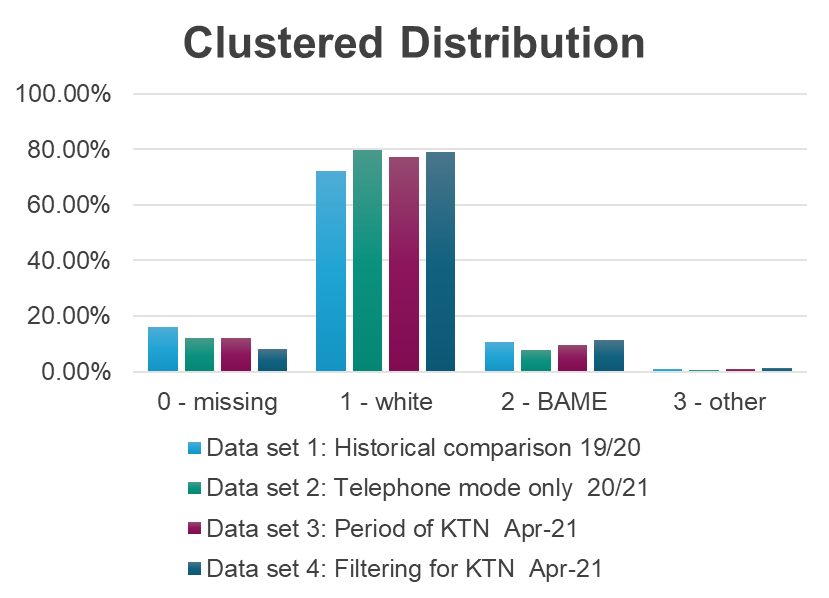 Clustered Distribution
100.00%
80.00%
60.00%
40.00%
20.00%
0.00%
0 - missing 1 - white 2 - BAME 3 - other
Data set 1: Historical comparison 19/20
Data set 2: Telephone mode only  20/21
Data set 3: Period of KTN  Apr-21
Data set 4: Filtering for KTN  Apr-21